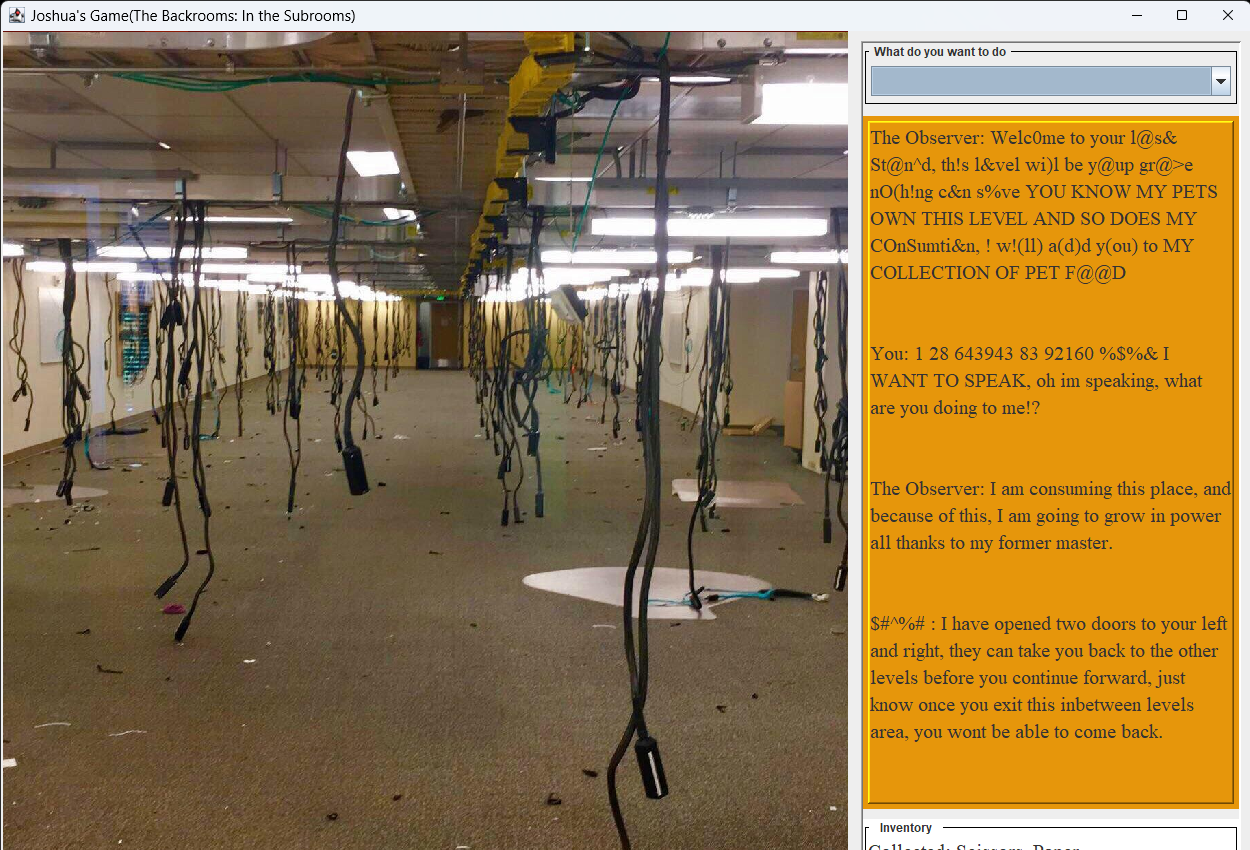 Joshua's Game(The Backrooms: In the Subrooms)
What do you want to do
The Observer: Welc0me to your l@s&
St@n^d, th!s l&vel wi)l be y@up gr@>e
nO(h!ng c&n s%ve YOU KNOW MY PETS
OWN THIS LEVEL AND SO DOES MY
COnSumti&n, ! w!(ll) a(d)d y(ou) to MY
COLLECTION OF PET F@@D
You: 1 28 643943 83 92160 %$%& I
WANT TO SPEAK, oh im speaking, what
are you doing to me!?
The Observer: I am consuming this place, and
because of this, I am going to grow in power
all thanks to my former master.
$#^%# : I have opened two doors to your left
and right, they can take you back to the other
levels before you continue forward, just
know once you exit this inbetween levels
area, you wont be able to come back.
Inventory
Collected: Scissors, Paper